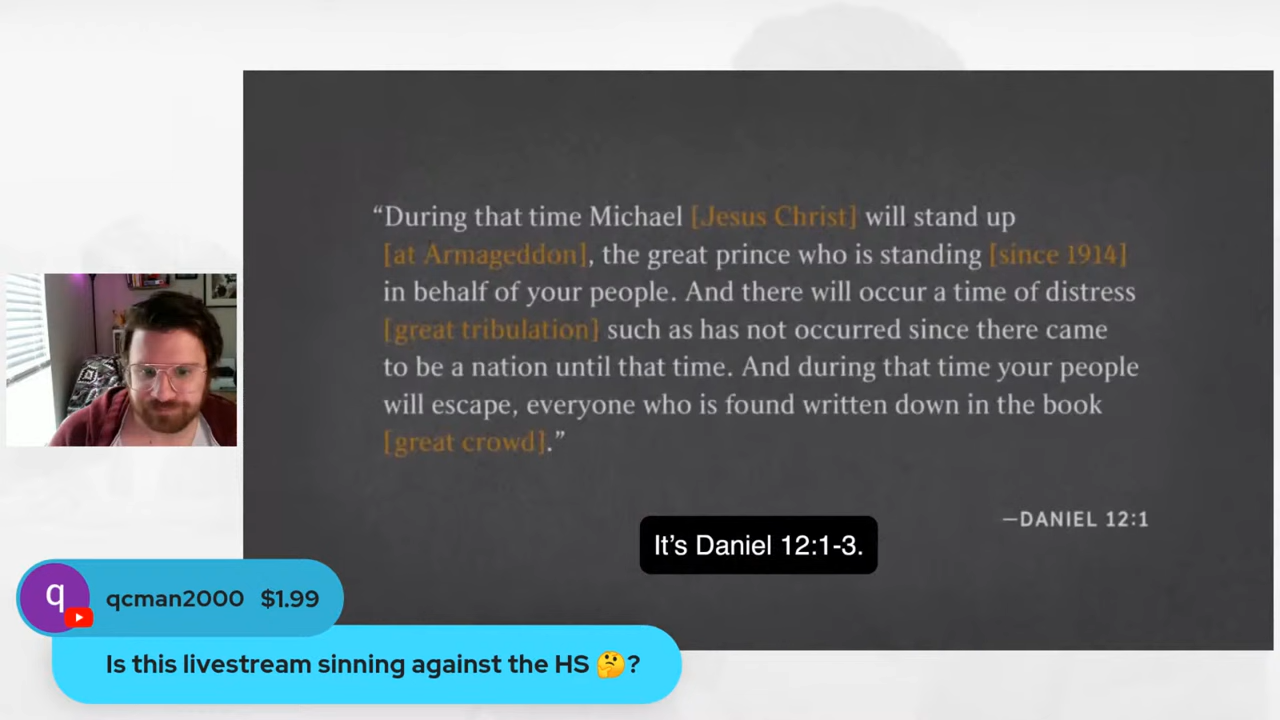 “During that time Michael [Jesus Christ] will stand up
[at Armageddon], the great prince who is standing [since 1914]
in behalf of your people. And there will occur a time of distress
[great tribulation] such as has not occurred since there came
to be a nation until that time. And during that time your people
will escape, everyone who is found written down in the book
[great crowd].”
—DANIEL 12:1
It’s Daniel 12:1-3.
q
qcman2000 $1.99
Is this livestream sinning against the HS 🤔?